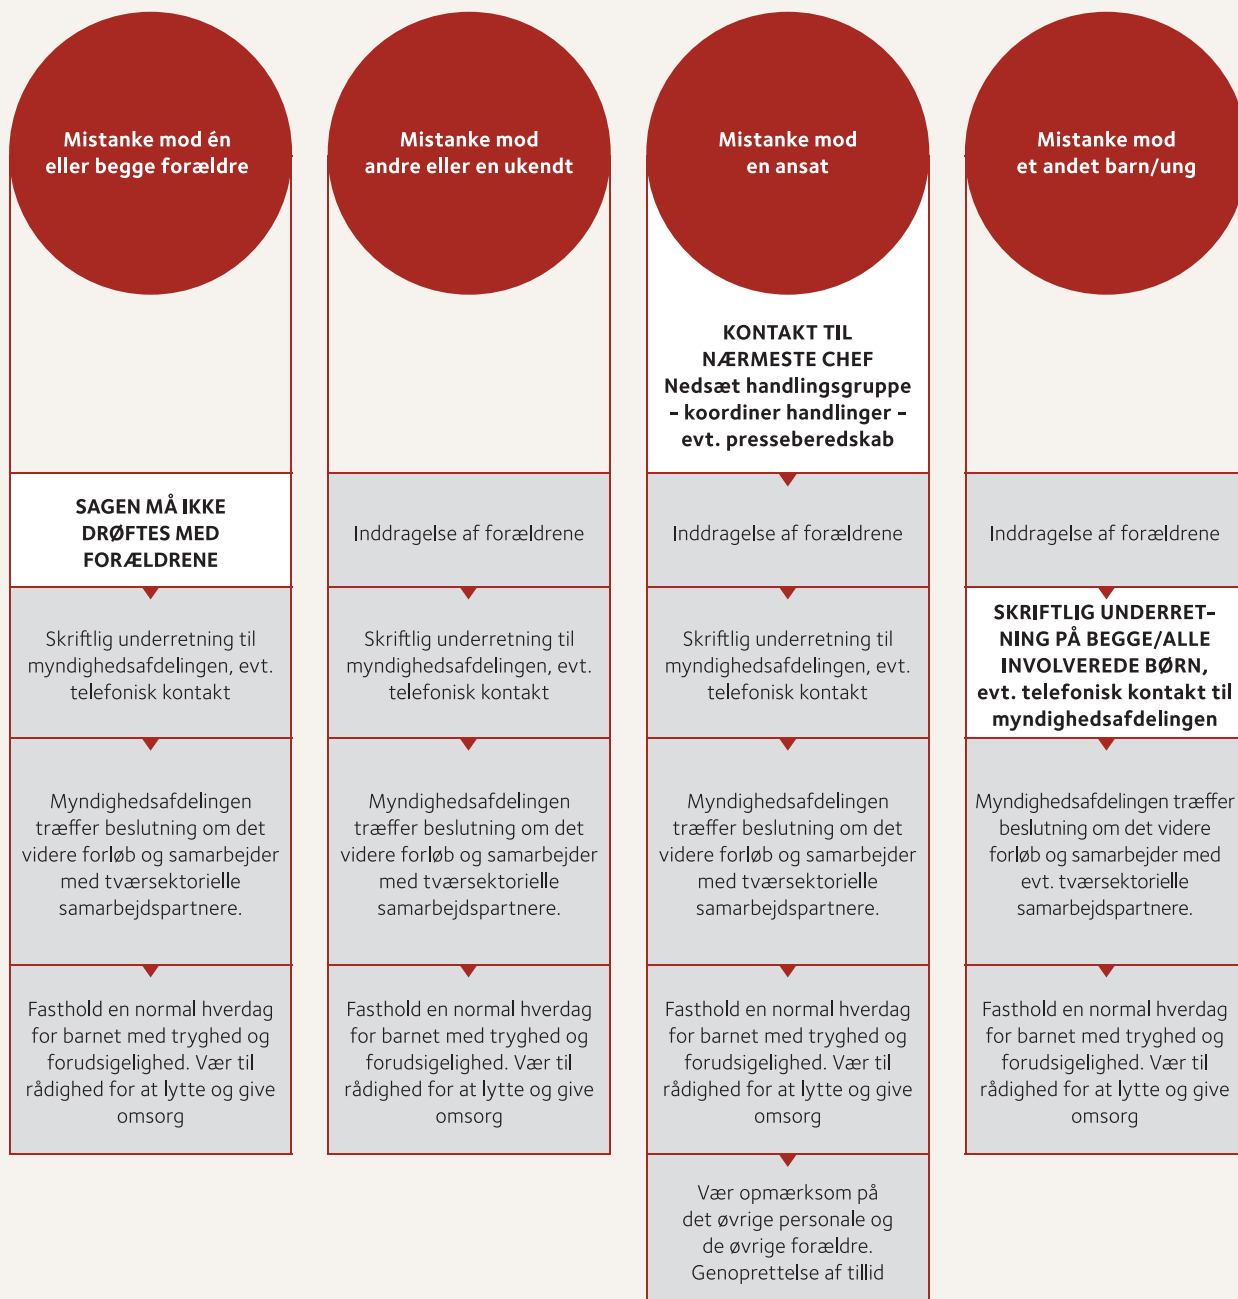 Mistanke mod én
eller begge forældre
SAGEN MÅ IKKE
DRØFTES MED
FORÆLDRENE
Skriftlig underretning til
myndighedsafdelingen, evt.
telefonisk kontakt
Myndighedsafdelingen
træffer beslutning om det
videre forløb og samarbejder
med tværsektorielle
samarbejdspartnere.
Fasthold en normal hverdag
for barnet med tryghed og
forudsigelighed. Vær til
rådighed for at lytte og give
omsorg
Mistanke mod
andre eller en ukendt
Inddragelse af forældrene
Skriftlig underretning til
myndighedsafdelingen, evt.
telefonisk kontakt
Myndighedsafdelingen
træffer beslutning om det
videre forløb og samarbejder
med tværsektorielle
samarbejdspartnere.
Fasthold en normal hverdag
for barnet med tryghed og
forudsigelighed. Vær til
rådighed for at lytte og give
omsorg
Mistanke mod
en ansat
KONTAKT TIL
NÆRMESTE CHEF
Nedsæt handlingsgruppe
– koordiner handlinger –
evt. presseberedskab
Inddragelse af forældrene
Skriftlig underretning til
myndighedsafdelingen, evt.
telefonisk kontakt
Myndighedsafdelingen
træffer beslutning om det
videre forløb og samarbejder
med tværsektorielle
samarbejdspartnere.
Fasthold en normal hverdag
for barnet med tryghed og
forudsigelighed. Vær til
rådighed for at lytte og give
omsorg
Vær opmærksom på
det øvrige personale og
de øvrige forældre.
Genoprettelse af tillid
Mistanke mod
et andet barn/ung
Inddragelse af forældrene
SKRIFTLIG UNDERRET-
NING PÅ BEGGE/ALLE
INVOLVEREDE BØRN,
evt. telefonisk kontakt til
myndighedsafdelingen
Myndighedsafdelingen træffer
beslutning om det videre
forløb og samarbejder med
evt. tværsektorielle
samarbejdspartnere.
Fasthold en normal hverdag
for barnet med tryghed og
forudsigelighed. Vær til
rådighed for at lytte og give
omsorg